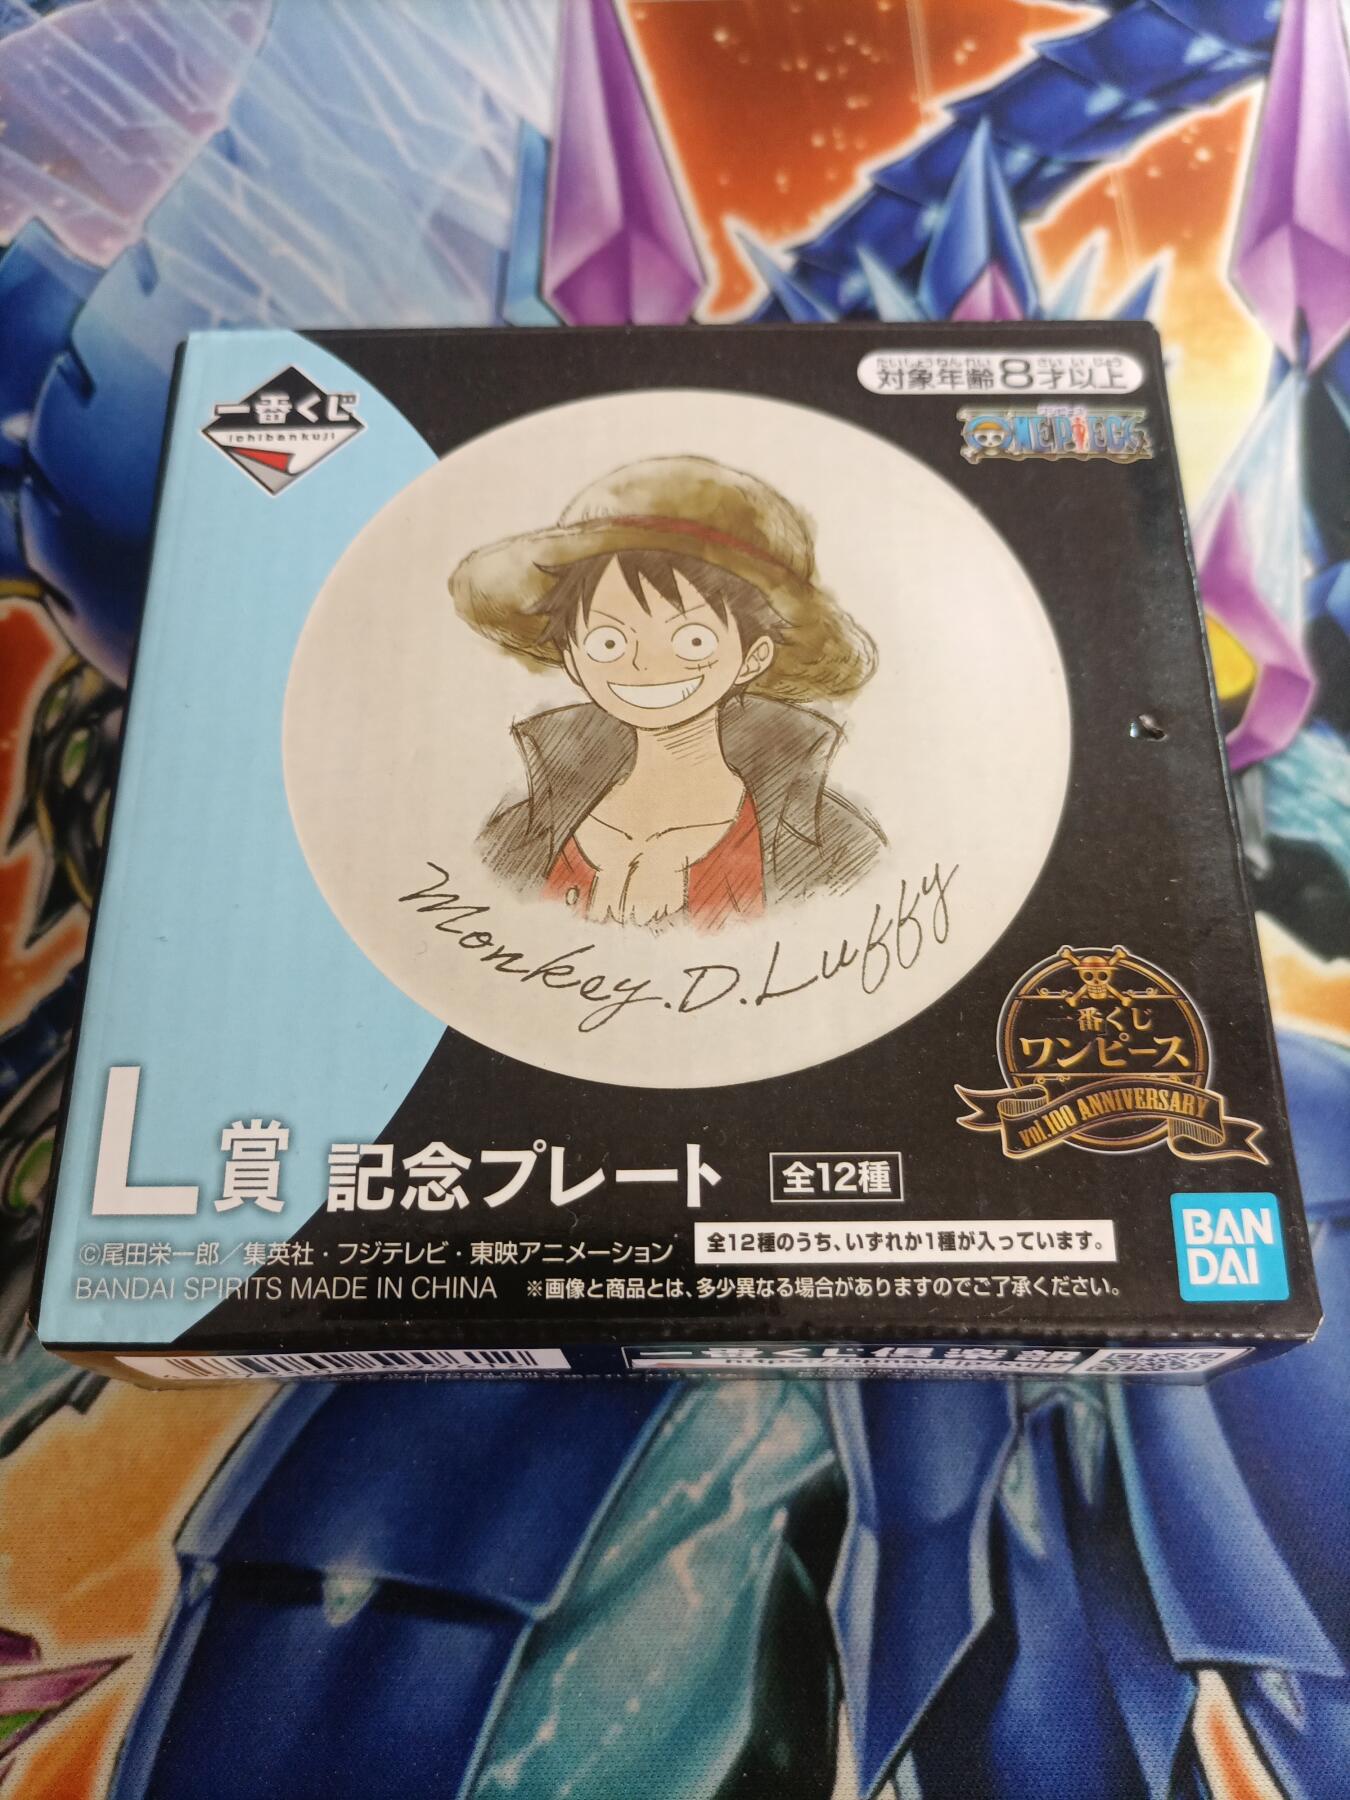 一番くじ
ichibankuji
たいしょうねんれい さい い じょう
対象年齢8才以上
ワンピース
ONE PIECE
Monkey.D.Luffy
一番くじ
ワンピース
vol.100 ANNIVERSARY
L賞 記念プレート 全12種
全12種のうち、いずれか1種が入っています。
©尾田栄一郎／集英社・フジテレビ・東映アニメーション
BANDAI SPIRITS MADE IN CHINA ※画像と商品とは、多少異なる場合がありますのでご了承ください。
BAN
DAI